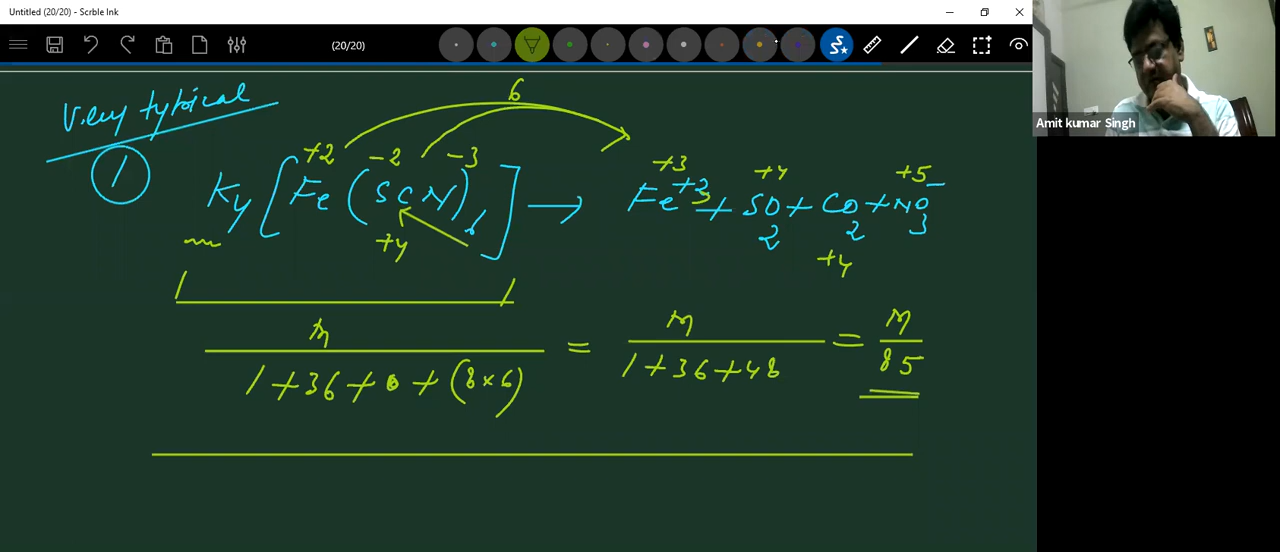 Untitled (20/20) - Scrble Ink
(20/20)
Amit kumar Singh
Very typical
6
+2 -2 -3 +3 +4 +5
① K4[Fe(SCN)6] → Fe+3 + SO2 + CO2 + NO3-
+4 +4
M / 1+36+0+(8×6) = M / 1+36+48 = M / 85